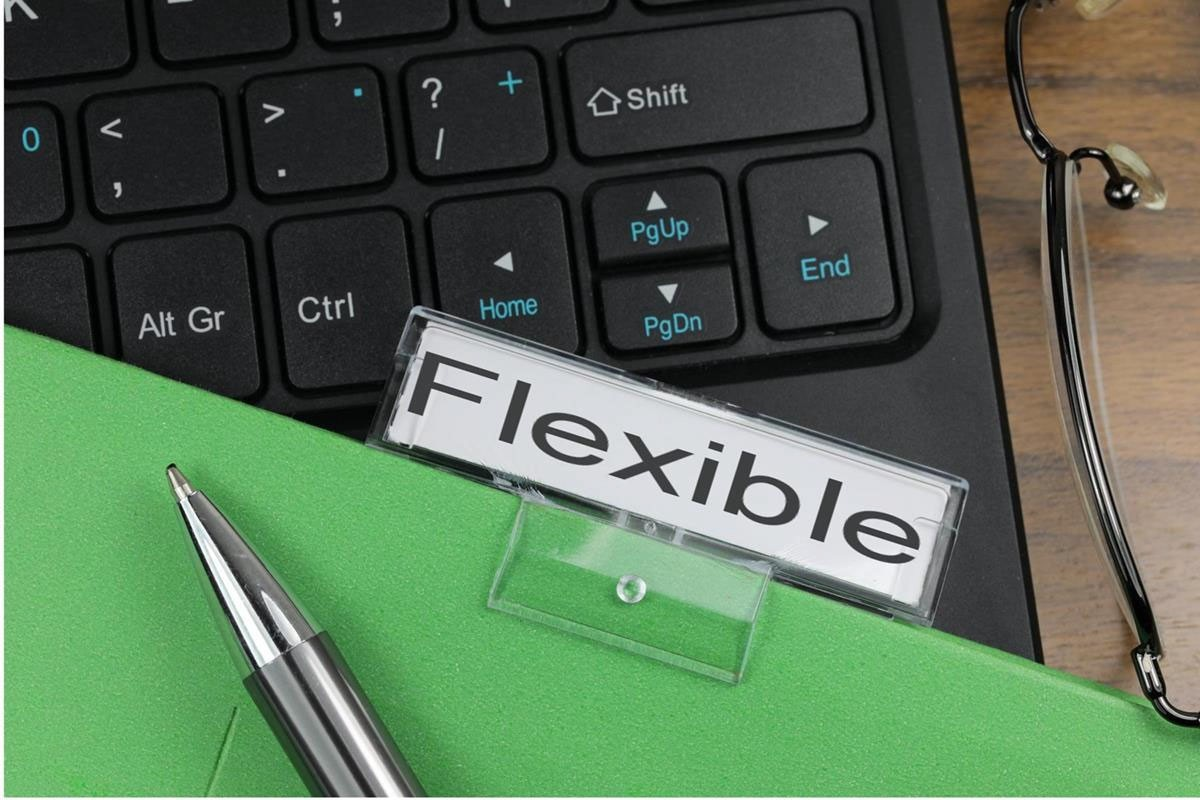 K
;
0
<
,
>
.
?
+
/
Shift
PgUp
End
Alt Gr
Ctrl
Home
PgDn
Flexible